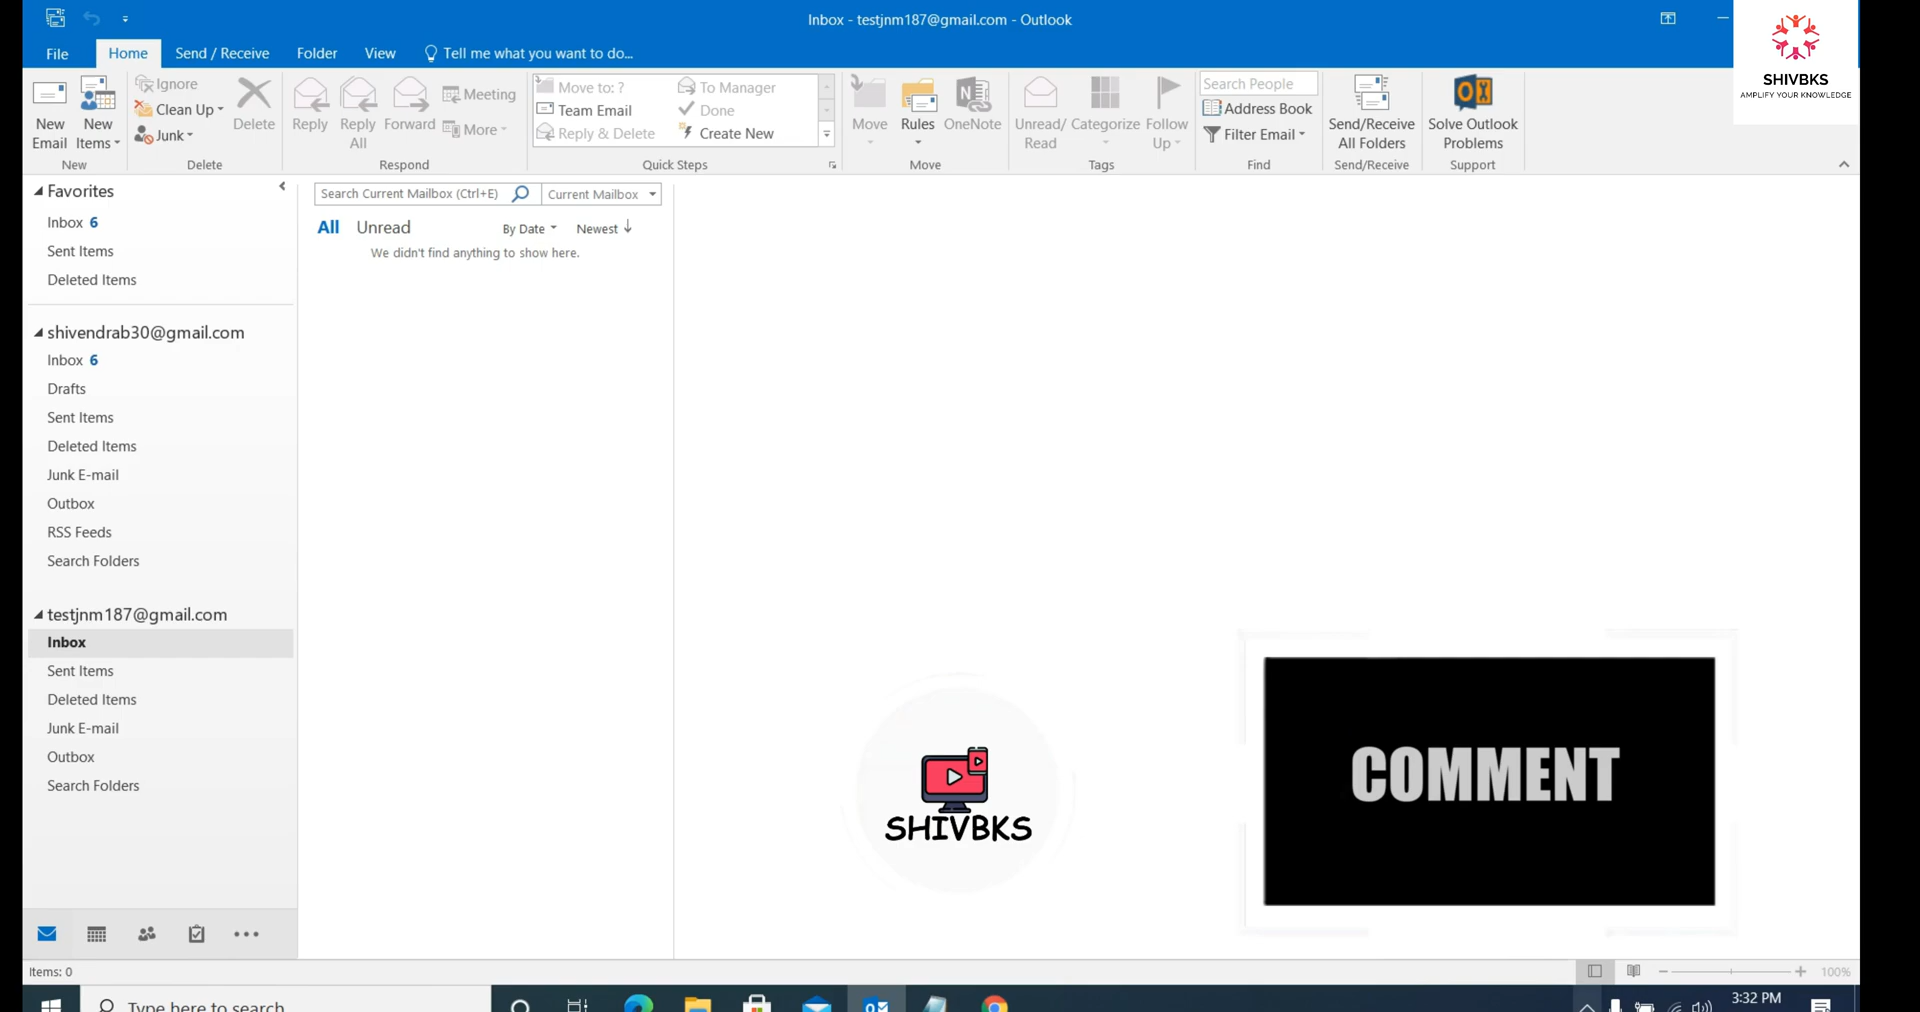 Inbox - testjnm187@gmail.com - Outlook
SHIVBKS
AMPLIFY YOUR KNOWLEDGE
File Home Send / Receive Folder View Tell me what you want to do...
New Email
New Items
New
Ignore
Clean Up
Junk
Delete
Delete
Reply
Reply All
Forward
Meeting
More
Respond
Move to: ?
Team Email
Reply & Delete
To Manager
Done
Create New
Quick Steps
Move
Rules
OneNote
Move
Unread/ Read
Categorize
Follow Up
Tags
Search People
Address Book
Filter Email
Find
Send/Receive All Folders
Send/Receive
Solve Outlook Problems
Support
Favorites
Inbox 6
Sent Items
Deleted Items
shivendrab30@gmail.com
Inbox 6
Drafts
Sent Items
Deleted Items
Junk E-mail
Outbox
RSS Feeds
Search Folders
testjnm187@gmail.com
Inbox
Sent Items
Deleted Items
Junk E-mail
Outbox
Search Folders
Search Current Mailbox (Ctrl+E) Current Mailbox
All Unread By Date Newest
We didn't find anything to show here.
SHIVBKS
COMMENT
Items: 0
100%
Type here to search
3:32 PM